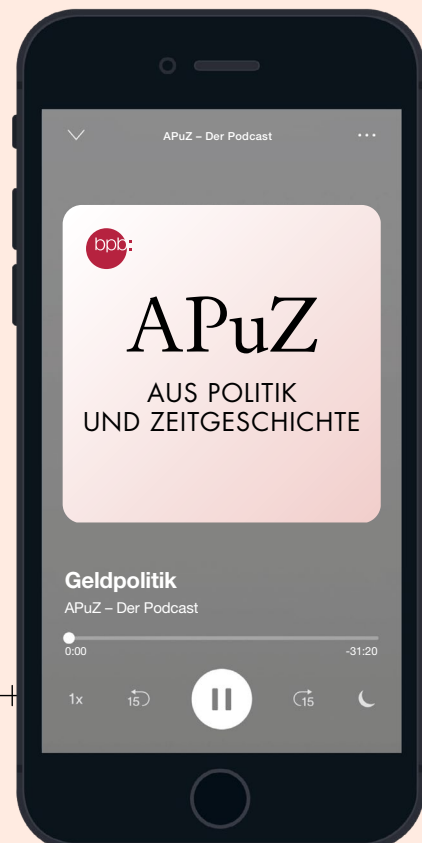 APuZ – Der Podcast
bpb:
APuZ
AUS POLITIK
UND ZEITGESCHICHTE
Geldpolitik
APuZ – Der Podcast
0:00 -31:20
1x 15 15